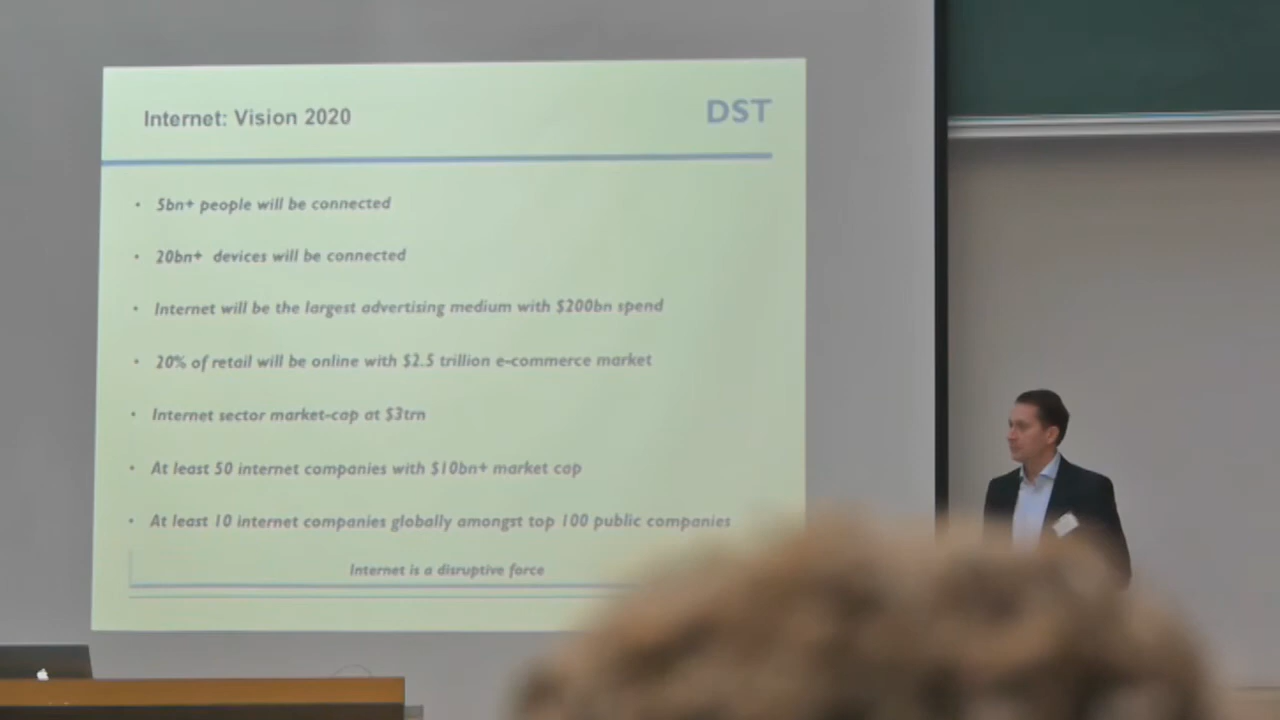 Internet: Vision 2020
DST
• 5bn+ people will be connected
• 20bn+ devices will be connected
• Internet will be the largest advertising medium with $200bn spend
• 20% of retail will be online with $2.5 trillion e-commerce market
• Internet sector market-cap at $3trn
• At least 50 internet companies with $10bn+ market cap
• At least 10 internet companies globally amongst top 100 public companies
Internet is a disruptive force